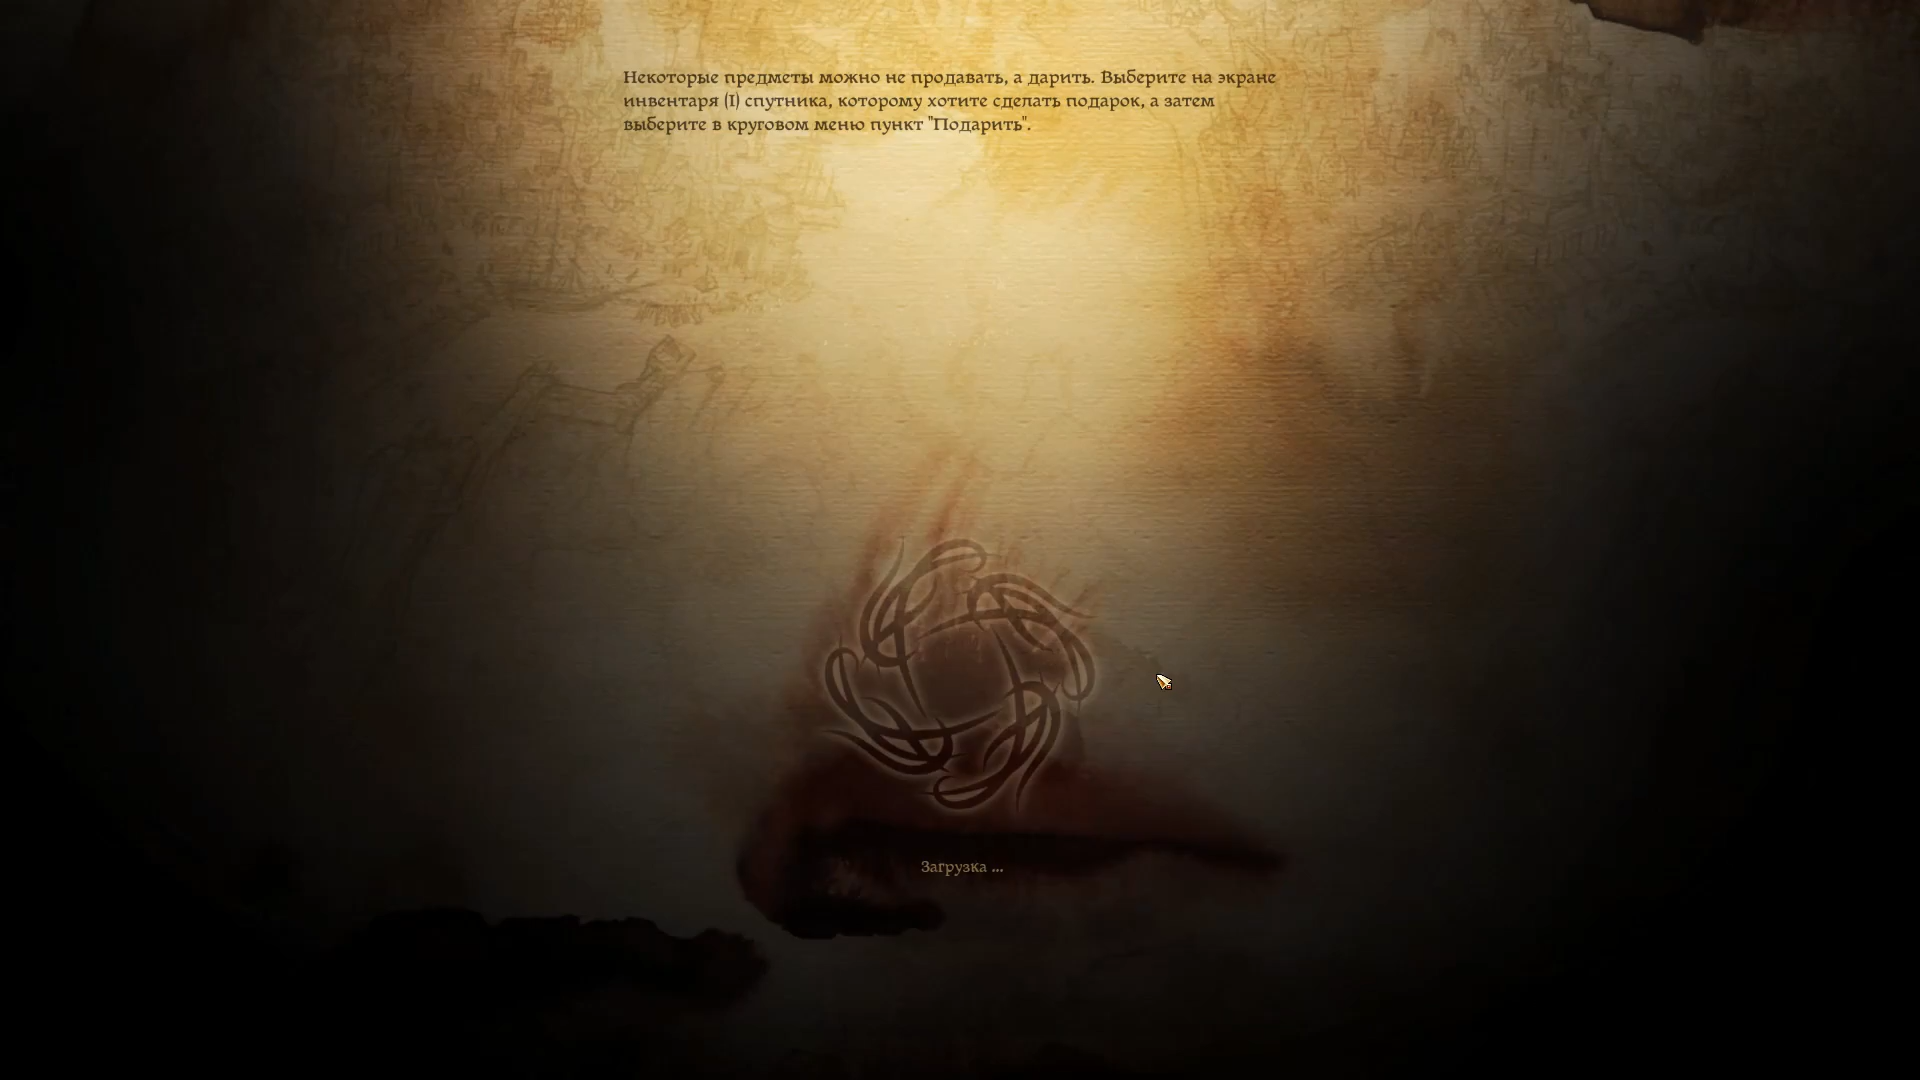 Некоторые предметы можно не продавать, а дарить. Выберите на экране
инвентаря (I) спутника, которому хотите сделать подарок, а затем
выберите в круговом меню пункт "Подарить".
Загрузка ...